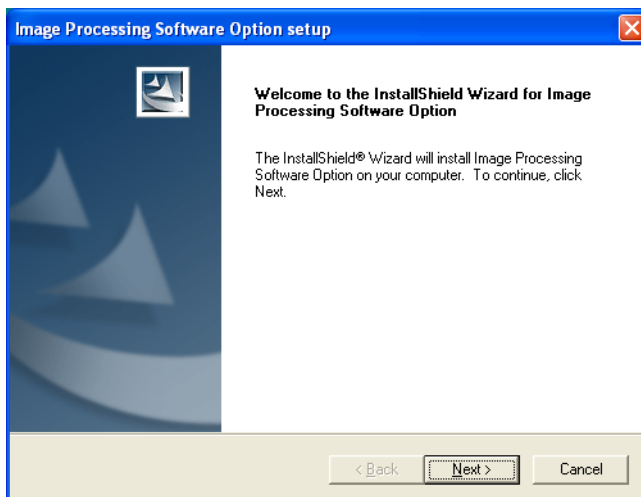 Image Processing Software Option setup
Welcome to the InstallShield Wizard for Image
Processing Software Option
The InstallShield® Wizard will install Image Processing
Software Option on your computer. To continue, click
Next.
< Back Next > Cancel